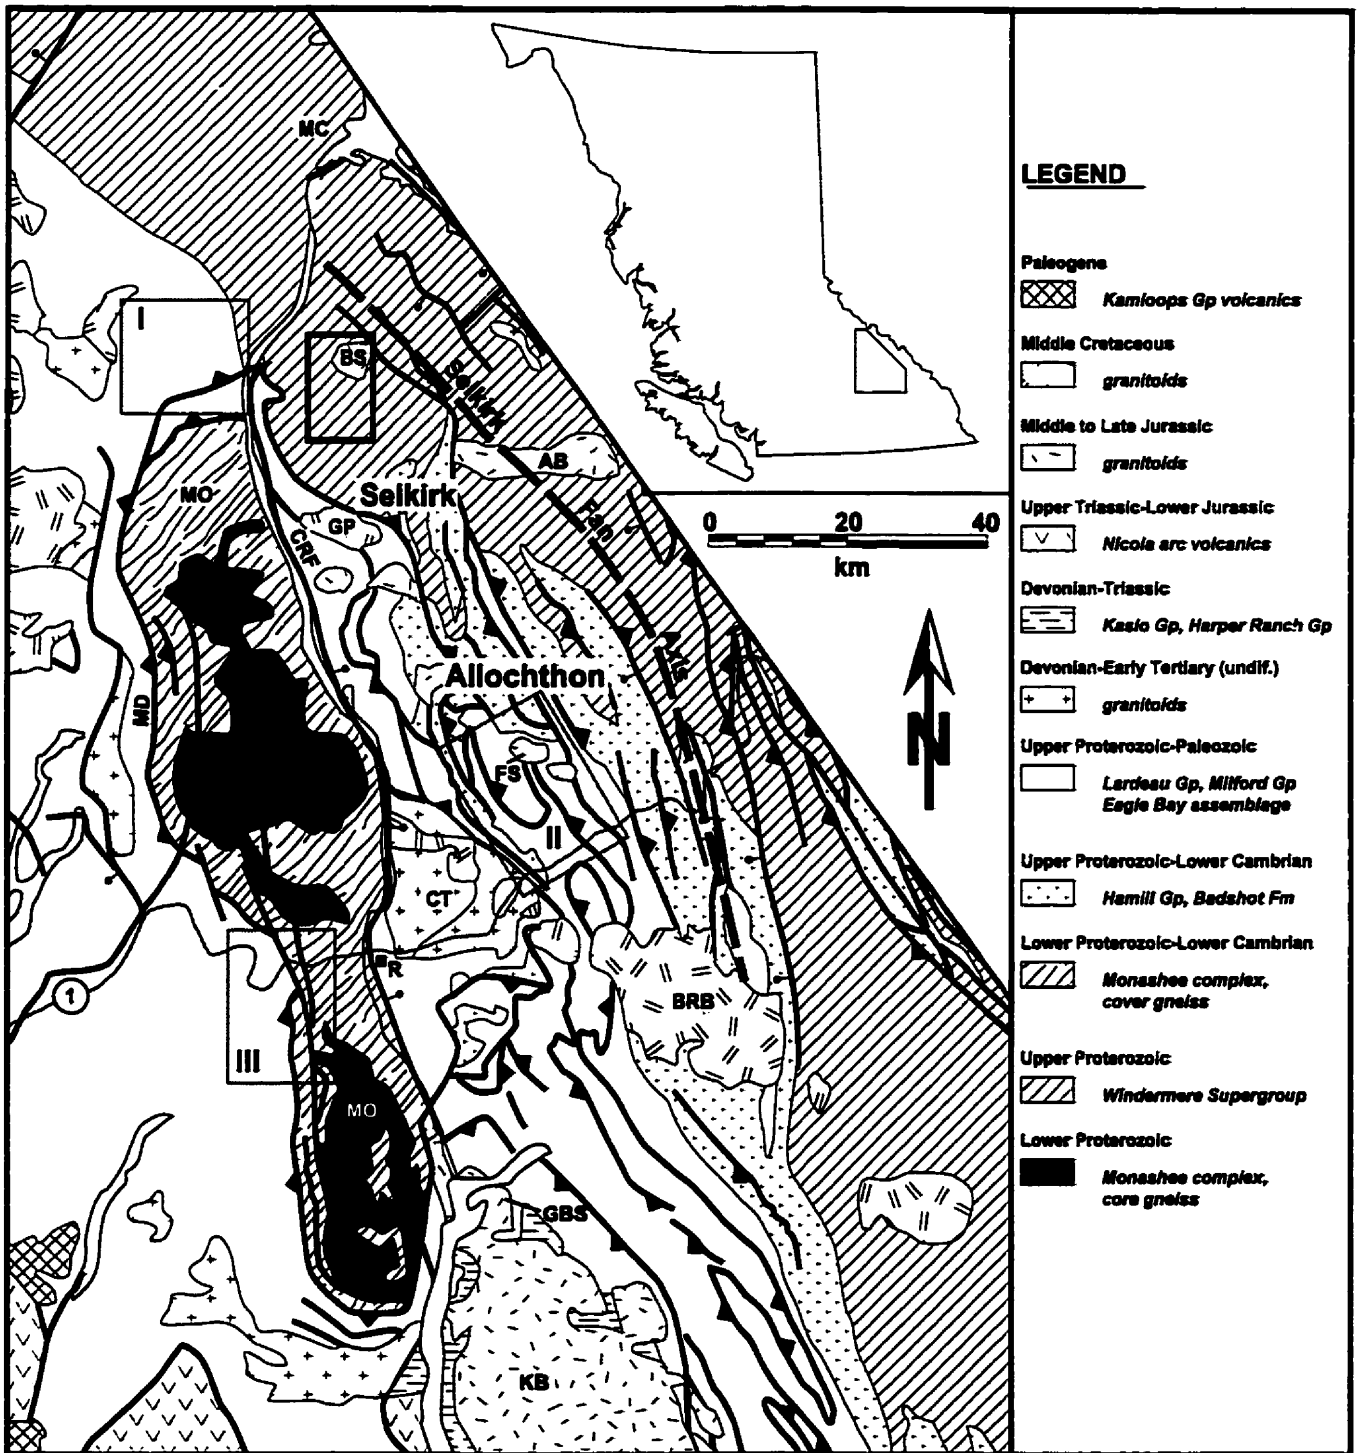 MC
I
BS
Selkirk
AB
Selkirk
MO
GP
Fan
CRF
0 20 40
km
Axis
Allochthon
N
MD
FS
II
CT
R
BRB
1
III
MO
GBS
KB
LEGEND
Paleogene
Kamloops Gp volcanics
Middle Cretaceous
granitoids
Middle to Late Jurassic
granitoids
Upper Triassic-Lower Jurassic
Nicola arc volcanics
Devonian-Triassic
Kaslo Gp, Harper Ranch Gp
Devonian-Early Tertiary (undif.)
granitoids
Upper Proterozoic-Paleozoic
Lardeau Gp, Milford Gp
Eagle Bay assemblage
Upper Proterozoic-Lower Cambrian
Hamill Gp, Badshot Fm
Lower Proterozoic-Lower Cambrian
Monashee complex,
cover gneiss
Upper Proterozoic
Windermere Supergroup
Lower Proterozoic
Monashee complex,
core gneiss